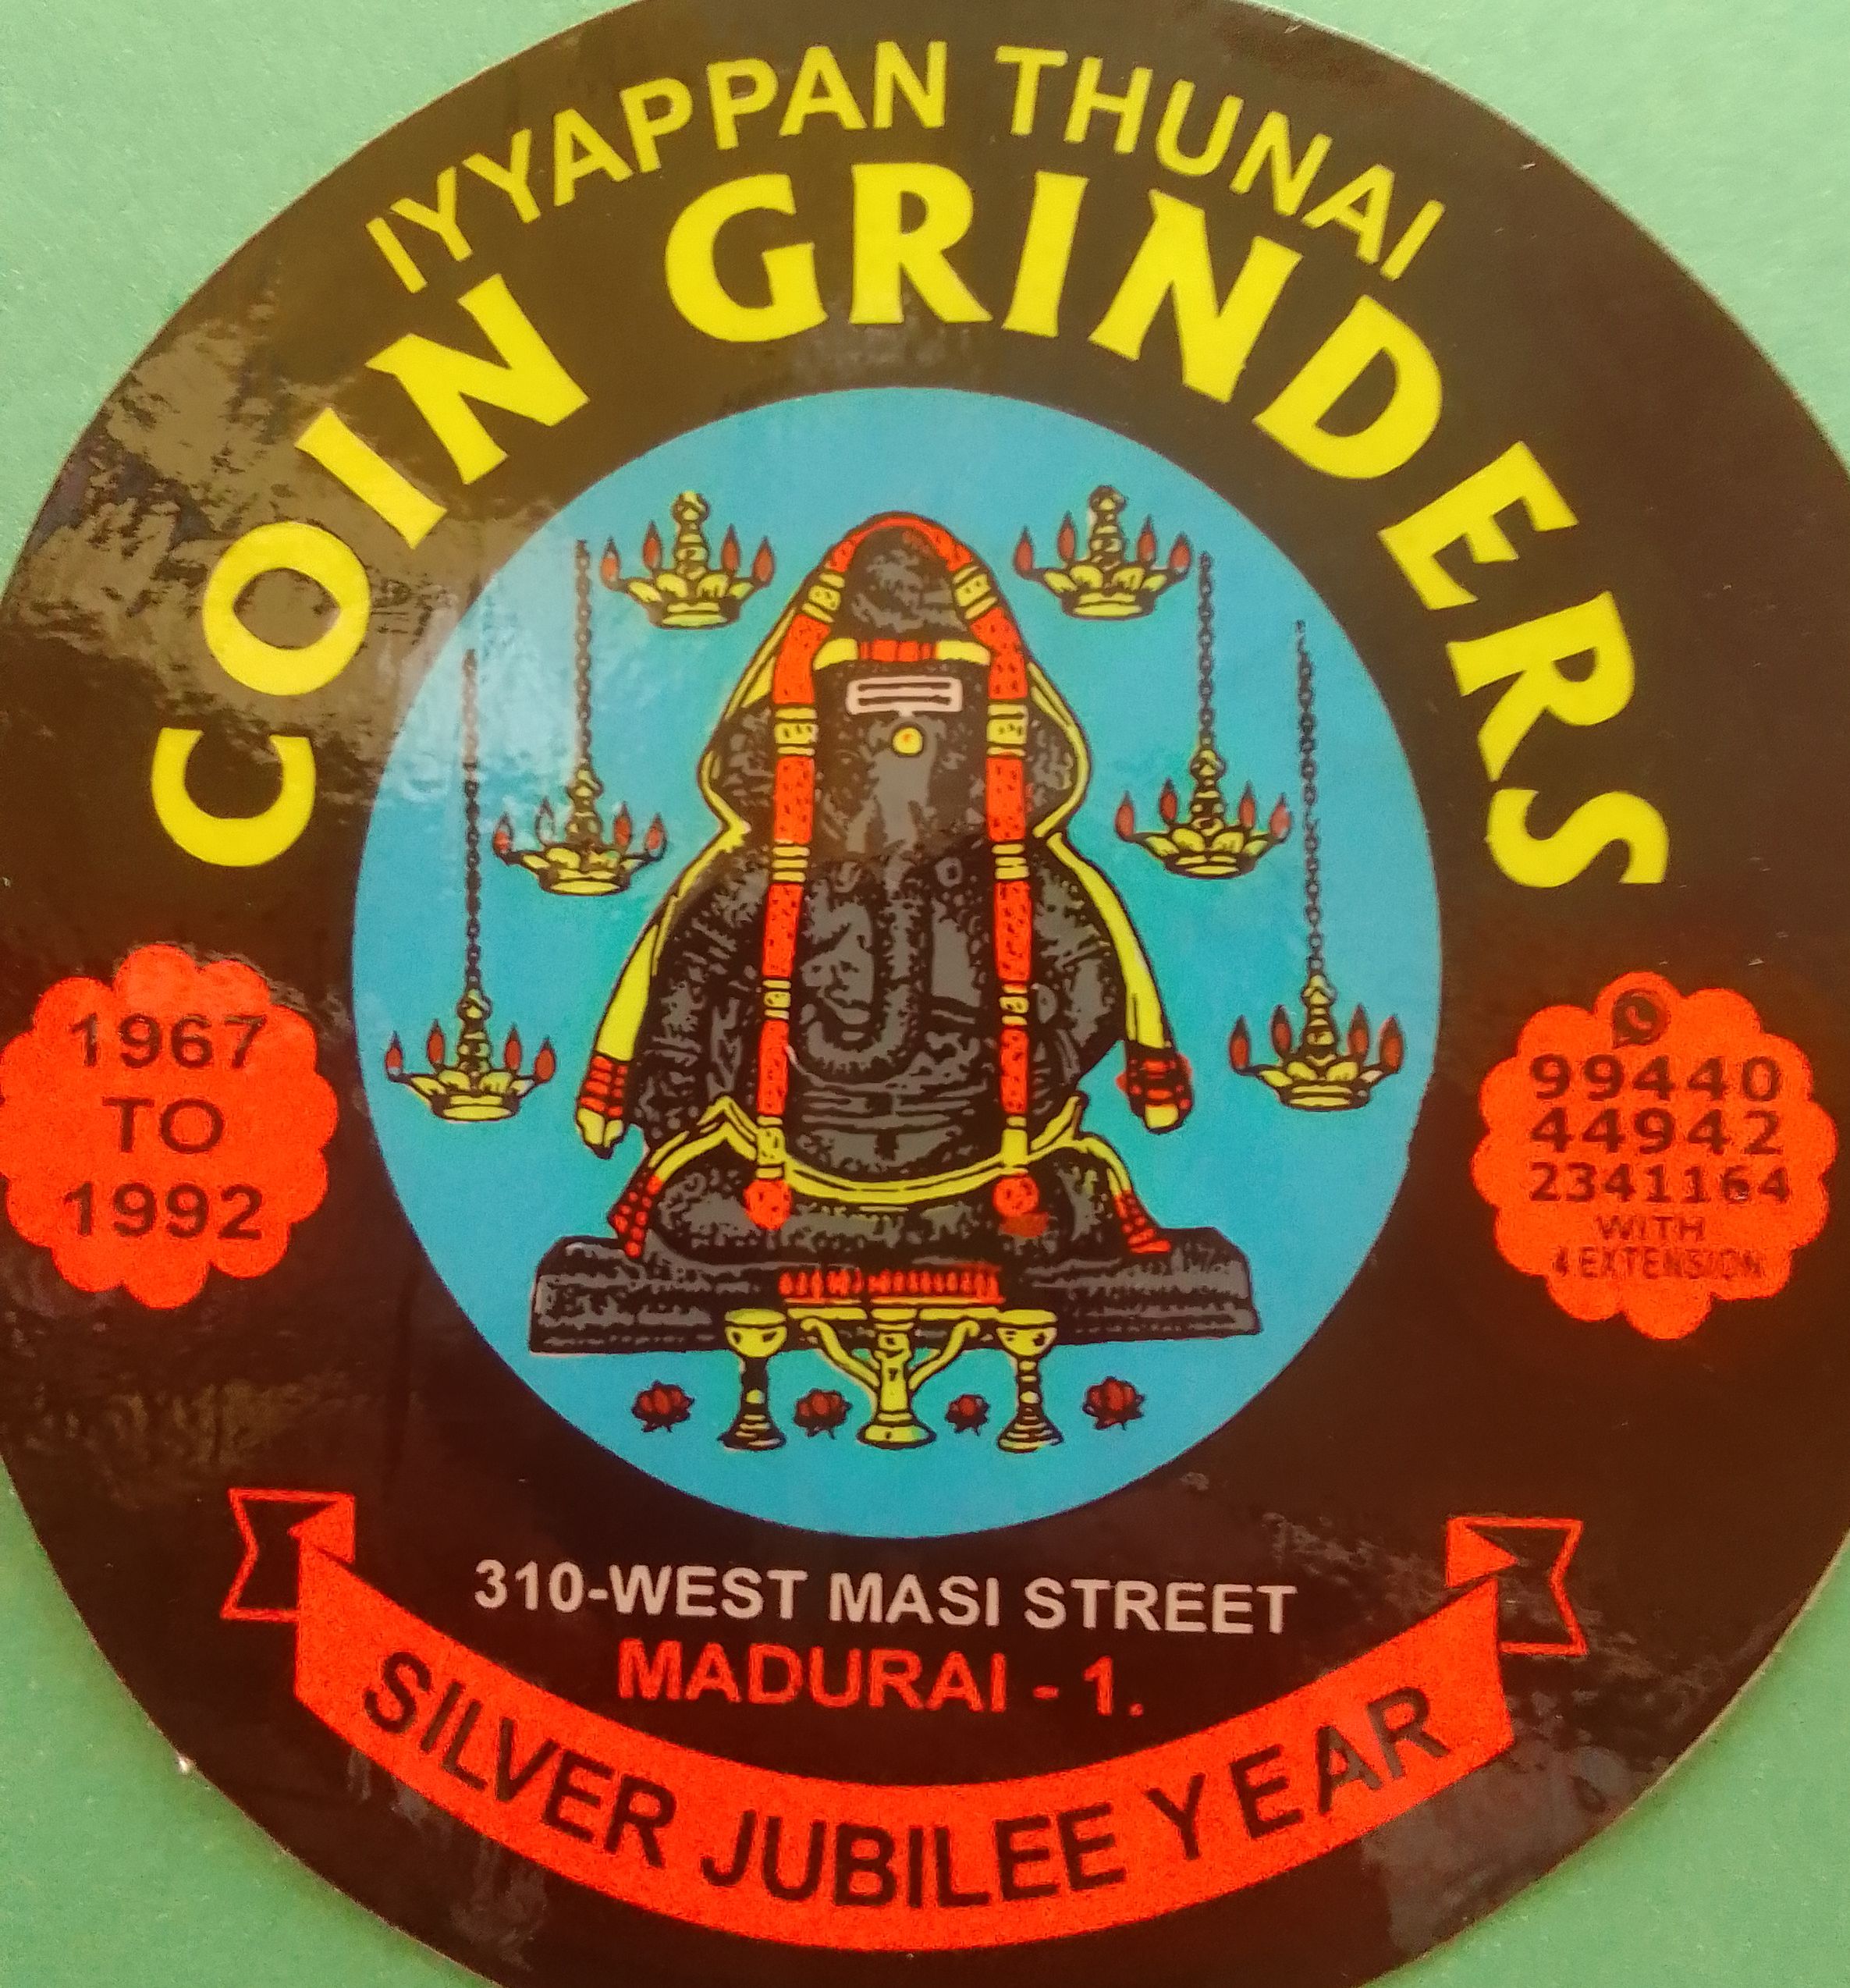 IYYAPPAN THUNAI
COIN GRINDERS
1967
TO
1992
99440
44942
2341164
WITH
4 EXTENSION
310-WEST MASI STREET
MADURAI - 1.
SILVER JUBILEE YEAR